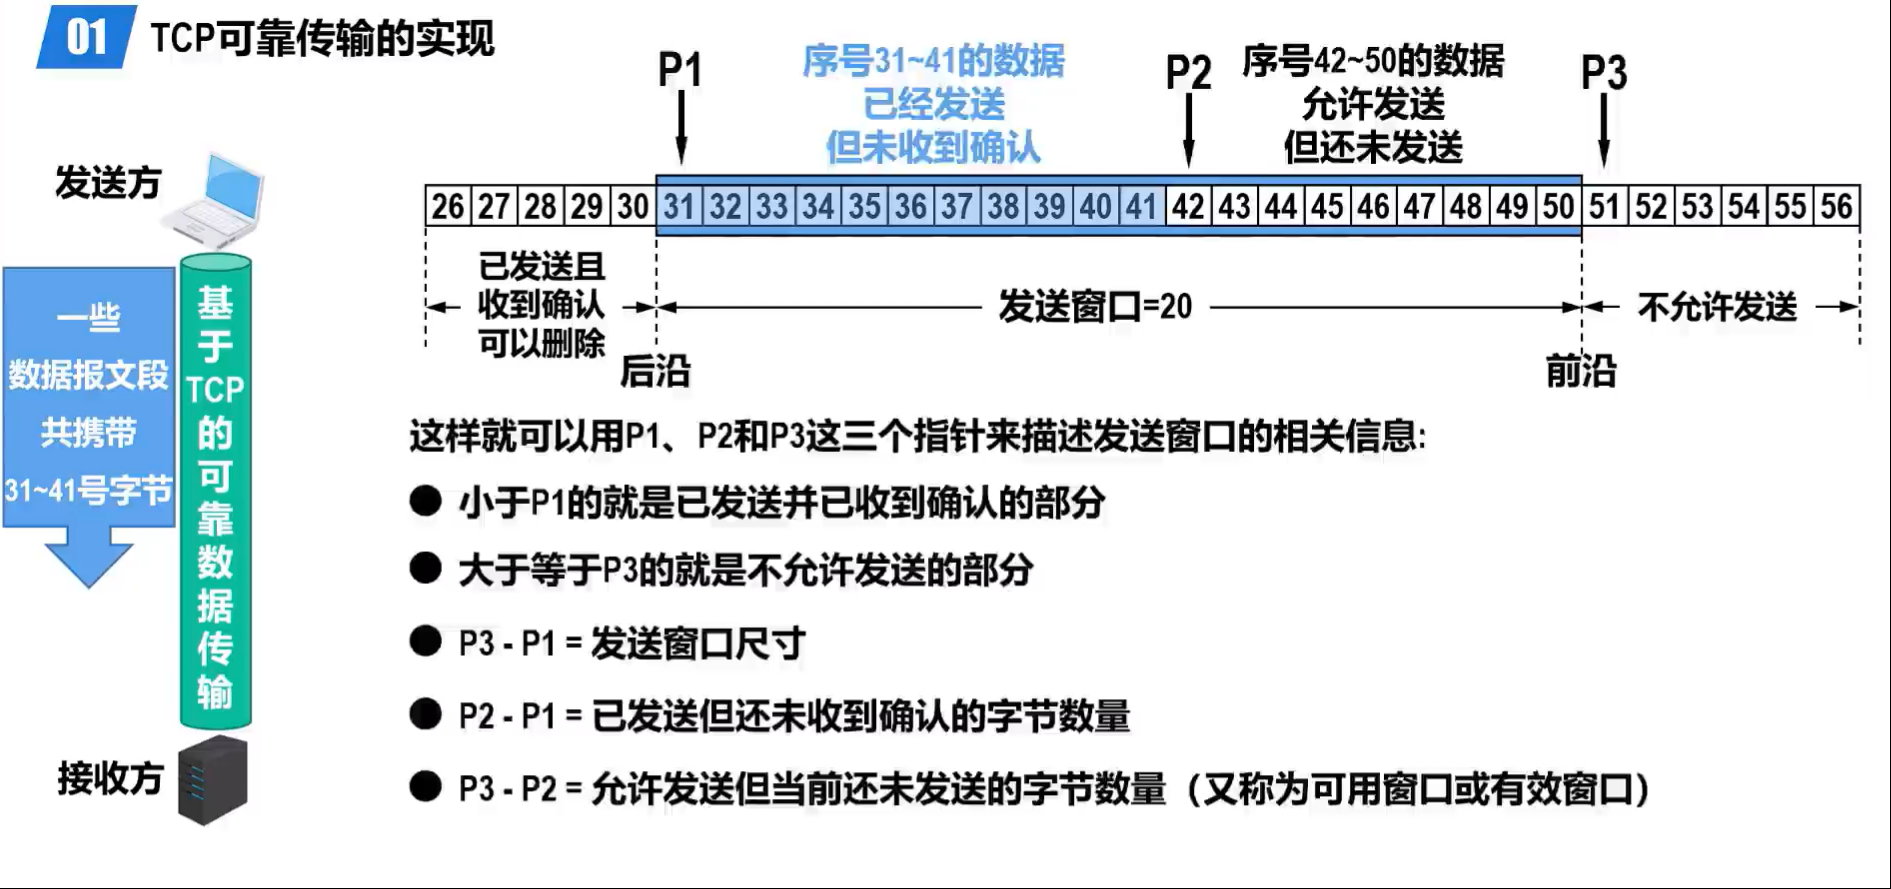 01 TCP可靠传输的实现
P1
序号31~41的数据
已经发送
但未收到确认
P2
序号42~50的数据
允许发送
但还未发送
P3
发送方
26 27 28 29 30 31 32 33 34 35 36 37 38 39 40 41 42 43 44 45 46 47 48 49 50 51 52 53 54 55 56
已发送且
收到确认
可以删除
发送窗口=20
不允许发送
后沿
前沿
一些
数据报文段
共携带
31~41号字节
基于TCP的可靠数据传输
接收方
这样就可以用P1、P2和P3这三个指针来描述发送窗口的相关信息:
● 小于P1的就是已发送并已收到确认的部分
● 大于等于P3的就是不允许发送的部分
● P3 - P1 = 发送窗口尺寸
● P2 - P1 = 已发送但还未收到确认的字节数量
● P3 - P2 = 允许发送但当前还未发送的字节数量（又称为可用窗口或有效窗口）